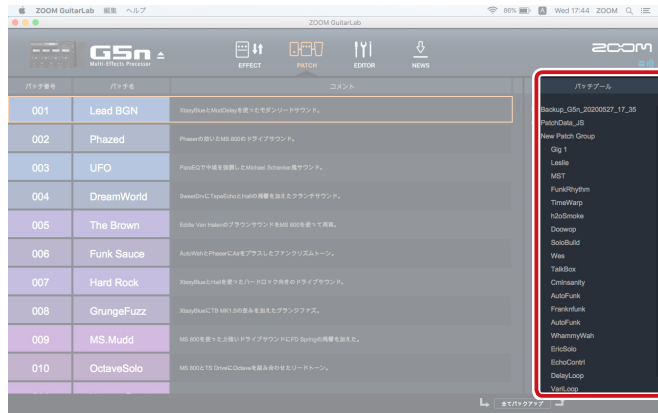 ZOOM GuitarLab 編集 ヘルプ
86% A Wed 17:44 ZOOM
ZOOM GuitarLab
G5n
Multi-Effects Processor
EFFECT
PATCH
EDITOR
NEWS
ZOOM
パッチ番号 パッチ名 コメント
001 Lead BGN XtasyBlueとModDelayを使ったモダンリードサウンド。
002 Phazed Phaserの効いたMS 800のドライブサウンド。
003 UFO ParaEQで中域を強調したMichael Schenker風サウンド。
004 DreamWorld SweetDrvにTapeEchoとHallの残響を加えたクランチサウンド。
005 The Brown Eddie Van HalenのブラウンサウンドをMS 800を使って再現。
006 Funk Sauce AutoWahとPhaserにAirをプラスしたファンクリズムトーン。
007 Hard Rock XtasyBlueとHallを使ったハードロック向きのドライブサウンド。
008 GrungeFuzz XtasyBlueにTB MK1.5の歪みを加えたグランジファズ。
009 MS.Mudd MS 800を使った力強いドライブサウンドにFD Springの残響を加えた。
010 OctaveSolo MS 800とTS DriveにOctaveを組み合わせたリードトーン。
パッチプール
Backup_G5n_20200527_17_35
PatchData_JS
New Patch Group
Gig 1
Leslie
MST
FunkRhythm
TimeWarp
h2oSmoke
Doowop
SoloBuild
Wes
TalkBox
CmInsanity
AutoFunk
Franknfunk
AutoFunk
WhammyWah
EricSolo
EchoContrl
DelayLoop
VariLoop
全てバックアップ